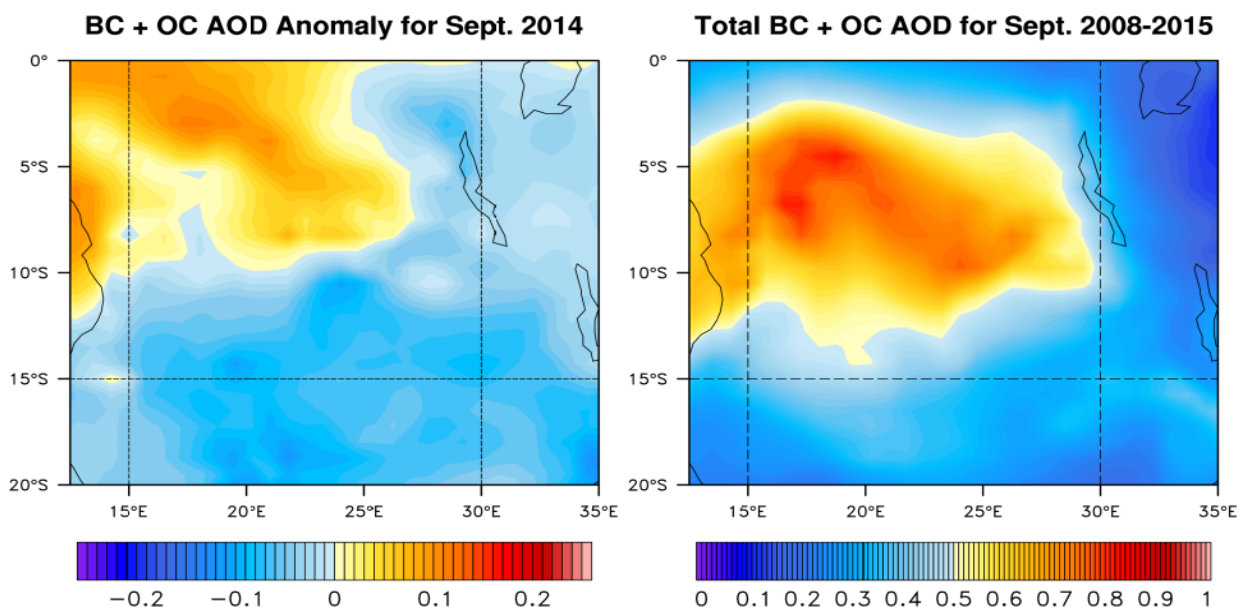 BC + OC AOD Anomaly for Sept. 2014
0°
5°S
10°S
15°S
20°S
15°E
20°E
25°E
30°E
35°E
−0.2
−0.1
0
0.1
0.2
Total BC + OC AOD for Sept. 2008-2015
0°
5°S
10°S
15°S
20°S
15°E
20°E
25°E
30°E
35°E
0
0.1
0.2
0.3
0.4
0.5
0.6
0.7
0.8
0.9
1